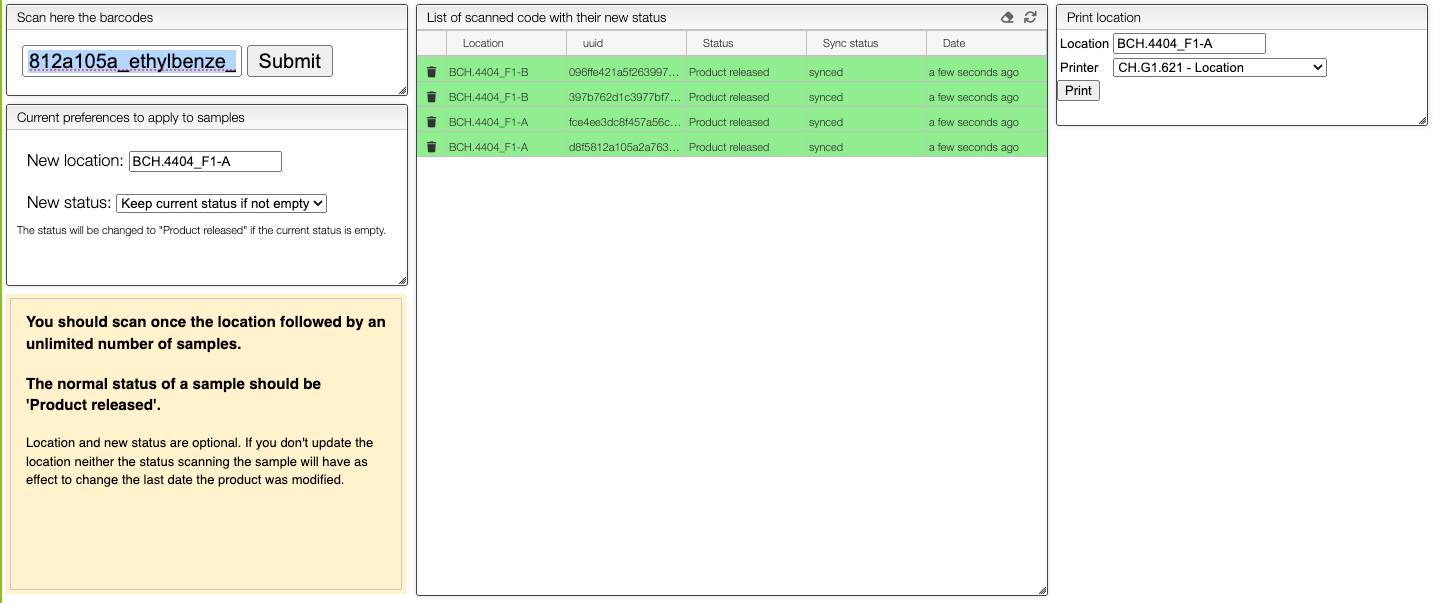 Scan here the barcodes
812a105a_ethylbenze_
Submit
Current preferences to apply to samples
New location: BCH.4404_F1-A
New status: Keep current status if not empty
The status will be changed to "Product released" if the current status is empty.
You should scan once the location followed by an
unlimited number of samples.
The normal status of a sample should be
'Product released'.
Location and new status are optional. If you don't update the
location neither the status scanning the sample will have as
effect to change the last date the product was modified.
List of scanned code with their new status
Location uuid Status Sync status Date
BCH.4404_F1-B 096ffe421a5f263997... Product released synced a few seconds ago
BCH.4404_F1-B 397b762d1c3977bf7... Product released synced a few seconds ago
BCH.4404_F1-A fce4ee3dc8f457a56c... Product released synced a few seconds ago
BCH.4404_F1-A d8f5812a105a2a763... Product released synced a few seconds ago
Print location
Location BCH.4404_F1-A
Printer CH.G1.621 - Location
Print